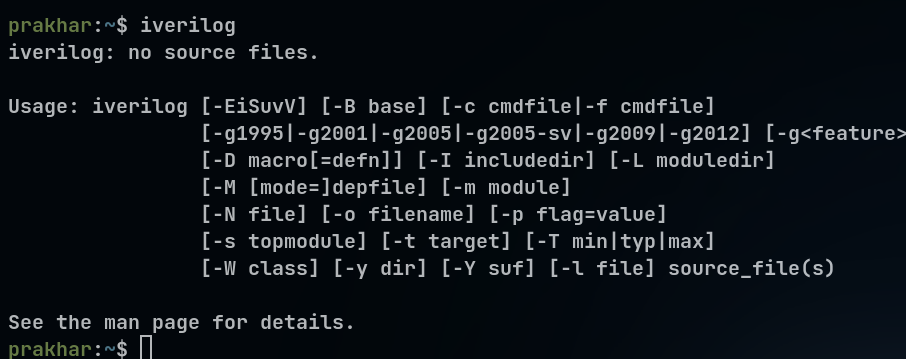 prakhar:~$ iverilog
iverilog: no source files.

Usage: iverilog [-EiSuvV] [-B base] [-c cmdfile|-f cmdfile]
                [-g1995|-g2001|-g2005|-g2005-sv|-g2009|-g2012] [-g<feature>
                [-D macro[=defn]] [-I includedir] [-L moduledir]
                [-M [mode=]depfile] [-m module]
                [-N file] [-o filename] [-p flag=value]
                [-s topmodule] [-t target] [-T min|typ|max]
                [-W class] [-y dir] [-Y suf] [-l file] source_file(s)

See the man page for details.
prakhar:~$